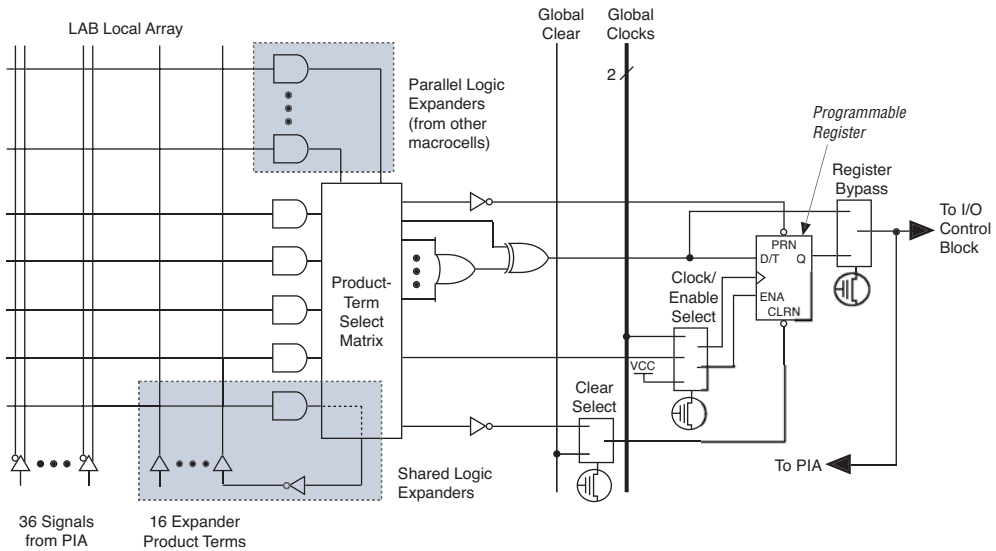 LAB Local Array
Global
Clear
Global
Clocks
2
Parallel Logic
Expanders
(from other
macrocells)
Programmable
Register
Register
Bypass
To I/O
Control
Block
PRN
D/T
Q
ENA
CLRN
Clock/
Enable
Select
Product-
Term
Select
Matrix
VCC
Clear
Select
To PIA
Shared Logic
Expanders
36 Signals
from PIA
16 Expander
Product Terms